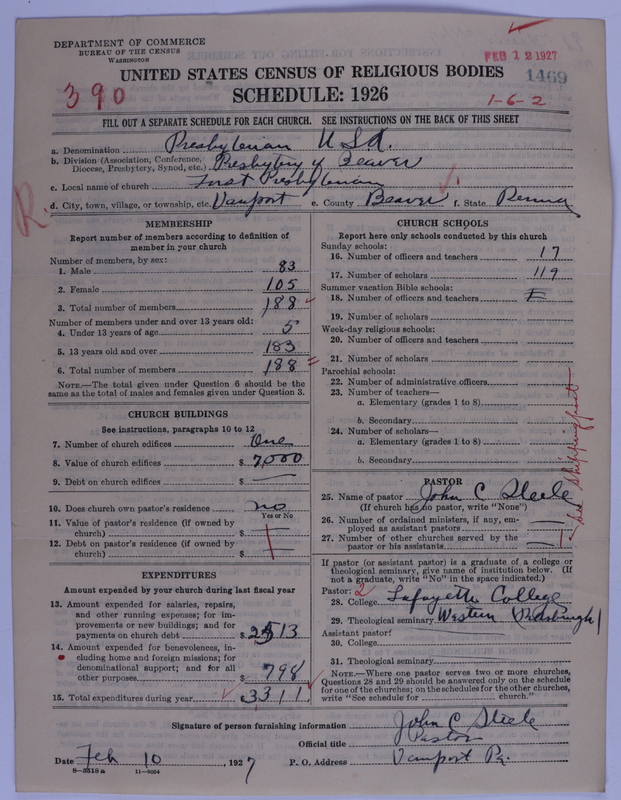 DEPARTMENT OF COMMERCE
BUREAU OF THE CENSUS
WASHINGTON
FEB 12 1927
1469
UNITED STATES CENSUS OF RELIGIOUS BODIES
390
SCHEDULE: 1926
1-6-2
FILL OUT A SEPARATE SCHEDULE FOR EACH CHURCH. SEE INSTRUCTIONS ON THE BACK OF THIS SHEET
a. Denomination Presbyterian USA.
b. Division (Association, Conference, Diocese, Presbytery, Synod, etc.) Presbytery of Beaver
c. Local name of church First Presbyterian
R.
d. City, town, village, or township, etc. Vanport e. County Beaver f. State Penna
MEMBERSHIP
Report number of members according to definition of
member in your church
Number of members, by sex:
1. Male 83
2. Female 105
3. Total number of members 188
Number of members under and over 13 years old:
4. Under 13 years of age 5
5. 13 years old and over 183
6. Total number of members 188
NOTE.—The total given under Question 6 should be the
same as the total of males and females given under Question 3.
CHURCH BUILDINGS
See instructions, paragraphs 10 to 12
7. Number of church edifices One
8. Value of church edifices $ 7,000
9. Debt on church edifices $ —
10. Does church own pastor's residence no
Yes or No
11. Value of pastor's residence (if owned by
church) $
12. Debt on pastor's residence (if owned by
church) $
EXPENDITURES
Amount expended by your church during last fiscal year
13. Amount expended for salaries, repairs,
and other running expenses; for im-
provements or new buildings; and for
payments on church debt $ 2513
14. Amount expended for benevolences, in-
cluding home and foreign missions; for
denominational support; and for all
other purposes $ 798
15. Total expenditures during year $ 3311
CHURCH SCHOOLS
Report here only schools conducted by this church
Sunday schools:
16. Number of officers and teachers 17
17. Number of scholars 119
Summer vacation Bible schools:
18. Number of officers and teachers
19. Number of scholars
Week-day religious schools:
20. Number of officers and teachers
21. Number of scholars
Parochial schools:
22. Number of administrative officers
23. Number of teachers—
a. Elementary (grades 1 to 8)
b. Secondary
24. Number of scholars—
a. Elementary (grades 1 to 8)
b. Secondary
See Shippingport
PASTOR
25. Name of pastor John C Steele
(If church has no pastor, write "None")
26. Number of ordained ministers, if any, em-
ployed as assistant pastors —
27. Number of other churches served by the
pastor or his assistants — 1
If pastor (or assistant pastor) is a graduate of a college or
theological seminary, give name of institution below. (If
not a graduate, write "No" in the space indicated.)
Pastor: 2
28. College Lafayette College
29. Theological seminary Western Pittsburgh
Assistant pastor:
30. College
31. Theological seminary
NOTE.—Where one pastor serves two or more churches,
Questions 28 and 29 should be answered only on the schedule
for one of the churches; on the schedules for the other churches,
write "See schedule for church."
Signature of person furnishing information John C Steele
Official title Pastor
Date Feb 10, 1927 P. O. Address Vanport Pa.
8—3518 a 11—9054